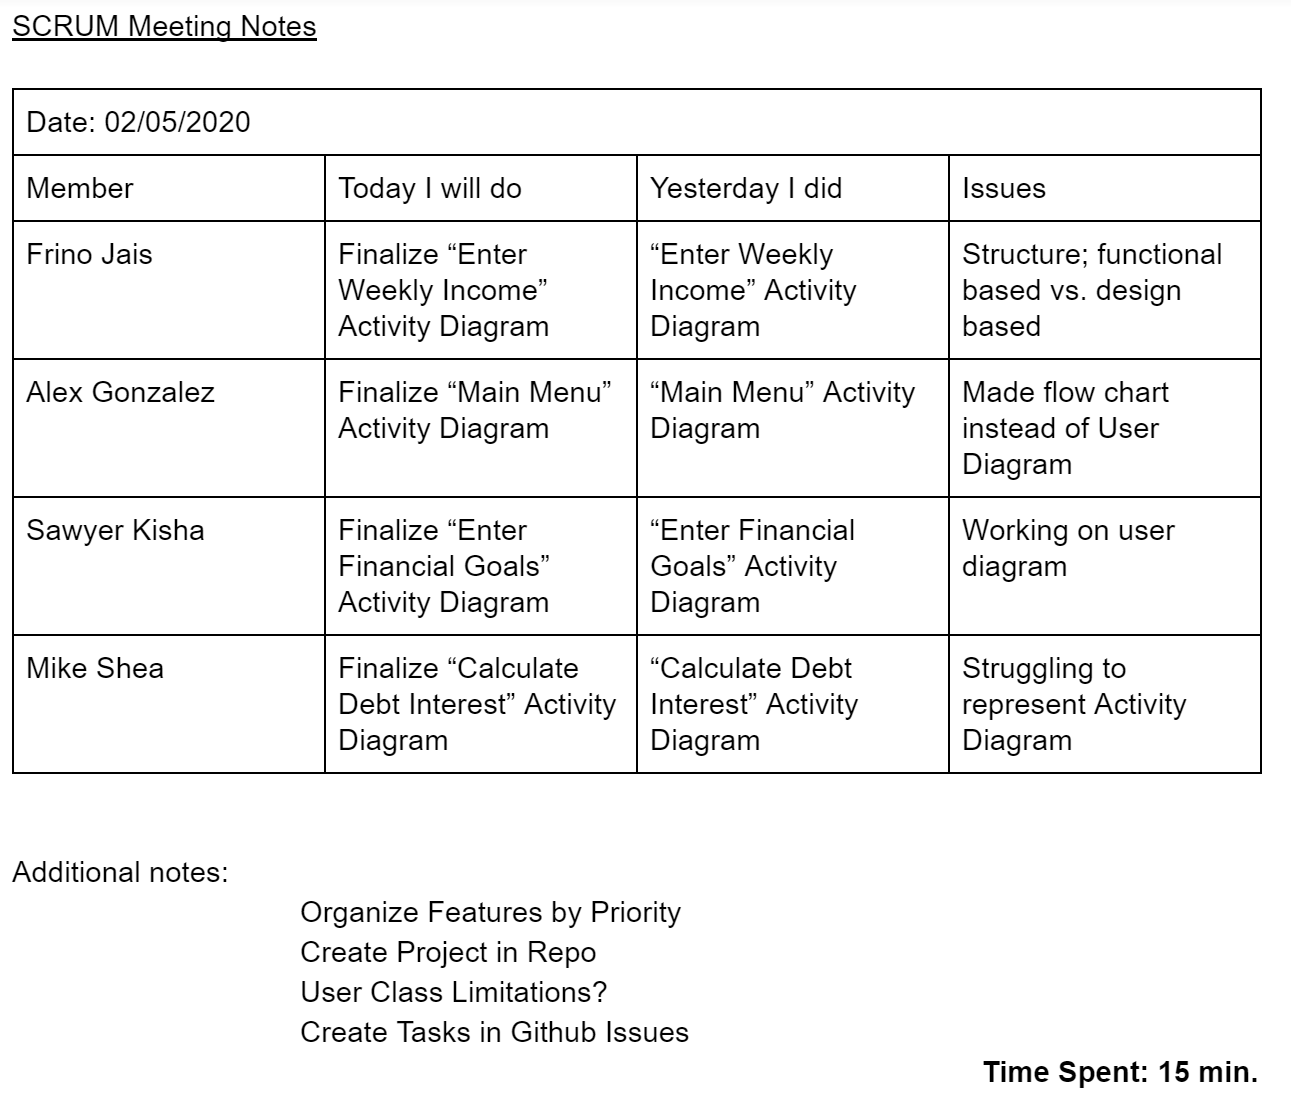 SCRUM Meeting Notes
Date: 02/05/2020
Member
Today I will do
Yesterday I did
Issues
Frino Jais
Finalize “Enter
Weekly Income”
Activity Diagram
“Enter Weekly
Income” Activity
Diagram
Structure; functional
based vs. design
based
Alex Gonzalez
Finalize “Main Menu”
Activity Diagram
“Main Menu” Activity
Diagram
Made flow chart
instead of User
Diagram
Sawyer Kisha
Finalize “Enter
Financial Goals”
Activity Diagram
“Enter Financial
Goals” Activity
Diagram
Working on user
diagram
Mike Shea
Finalize “Calculate
Debt Interest” Activity
Diagram
“Calculate Debt
Interest” Activity
Diagram
Struggling to
represent Activity
Diagram
Additional notes:
Organize Features by Priority
Create Project in Repo
User Class Limitations?
Create Tasks in Github Issues
Time Spent: 15 min.